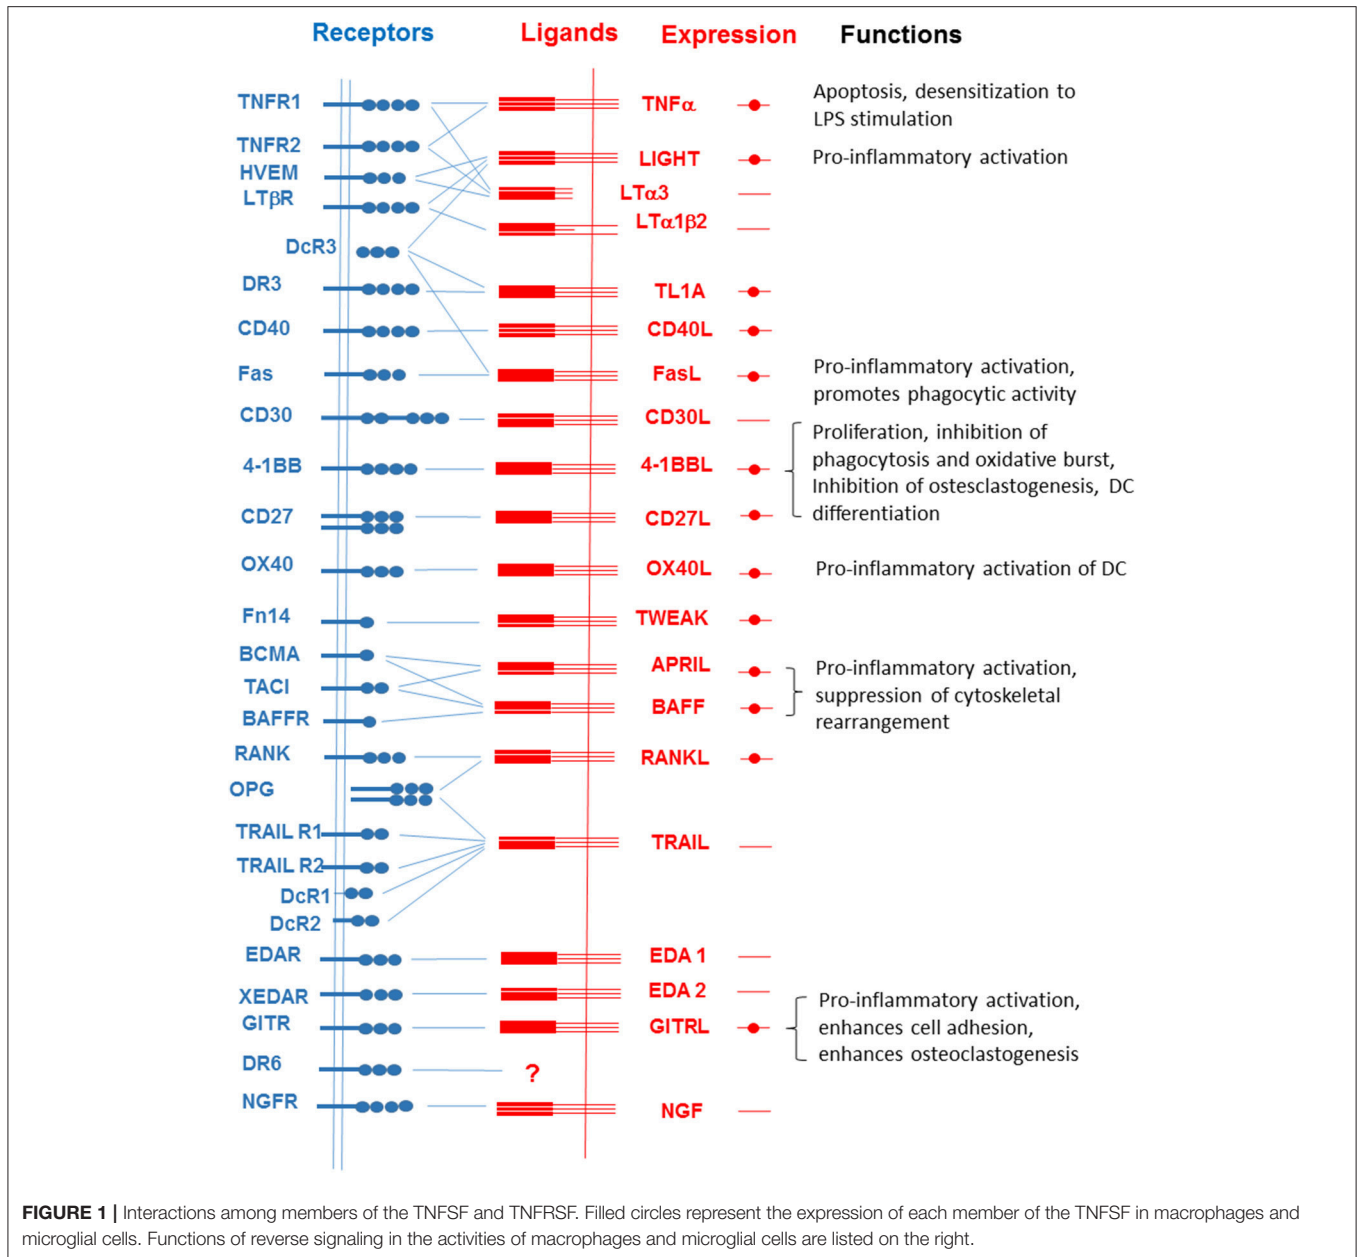 Receptors Ligands Expression Functions
TNFR1 TNFα Apoptosis, desensitization to
LPS stimulation
TNFR2
LIGHT Pro-inflammatory activation
HVEM
LTβR LTα3
LTα1β2
DcR3
DR3 TL1A
CD40 CD40L
Fas FasL Pro-inflammatory activation,
promotes phagocytic activity
CD30 CD30L
Proliferation, inhibition of
phagocytosis and oxidative burst,
4-1BB 4-1BBL
Inhibition of ostesclastogenesis, DC
differentiation
CD27 CD27L
OX40 OX40L Pro-inflammatory activation of DC
Fn14 TWEAK
BCMA APRIL Pro-inflammatory activation,
TACI suppression of cytoskeletal
BAFFR BAFF rearrangement
RANK RANKL
OPG
TRAIL R1 TRAIL
TRAIL R2
DcR1
DcR2
EDAR EDA 1
XEDAR EDA 2 Pro-inflammatory activation,
GITR GITRL enhances cell adhesion,
enhances osteoclastogenesis
DR6 ?
NGFR NGF
FIGURE 1 | Interactions among members of the TNFSF and TNFRSF. Filled circles represent the expression of each member of the TNFSF in macrophages and
microglial cells. Functions of reverse signaling in the activities of macrophages and microglial cells are listed on the right.